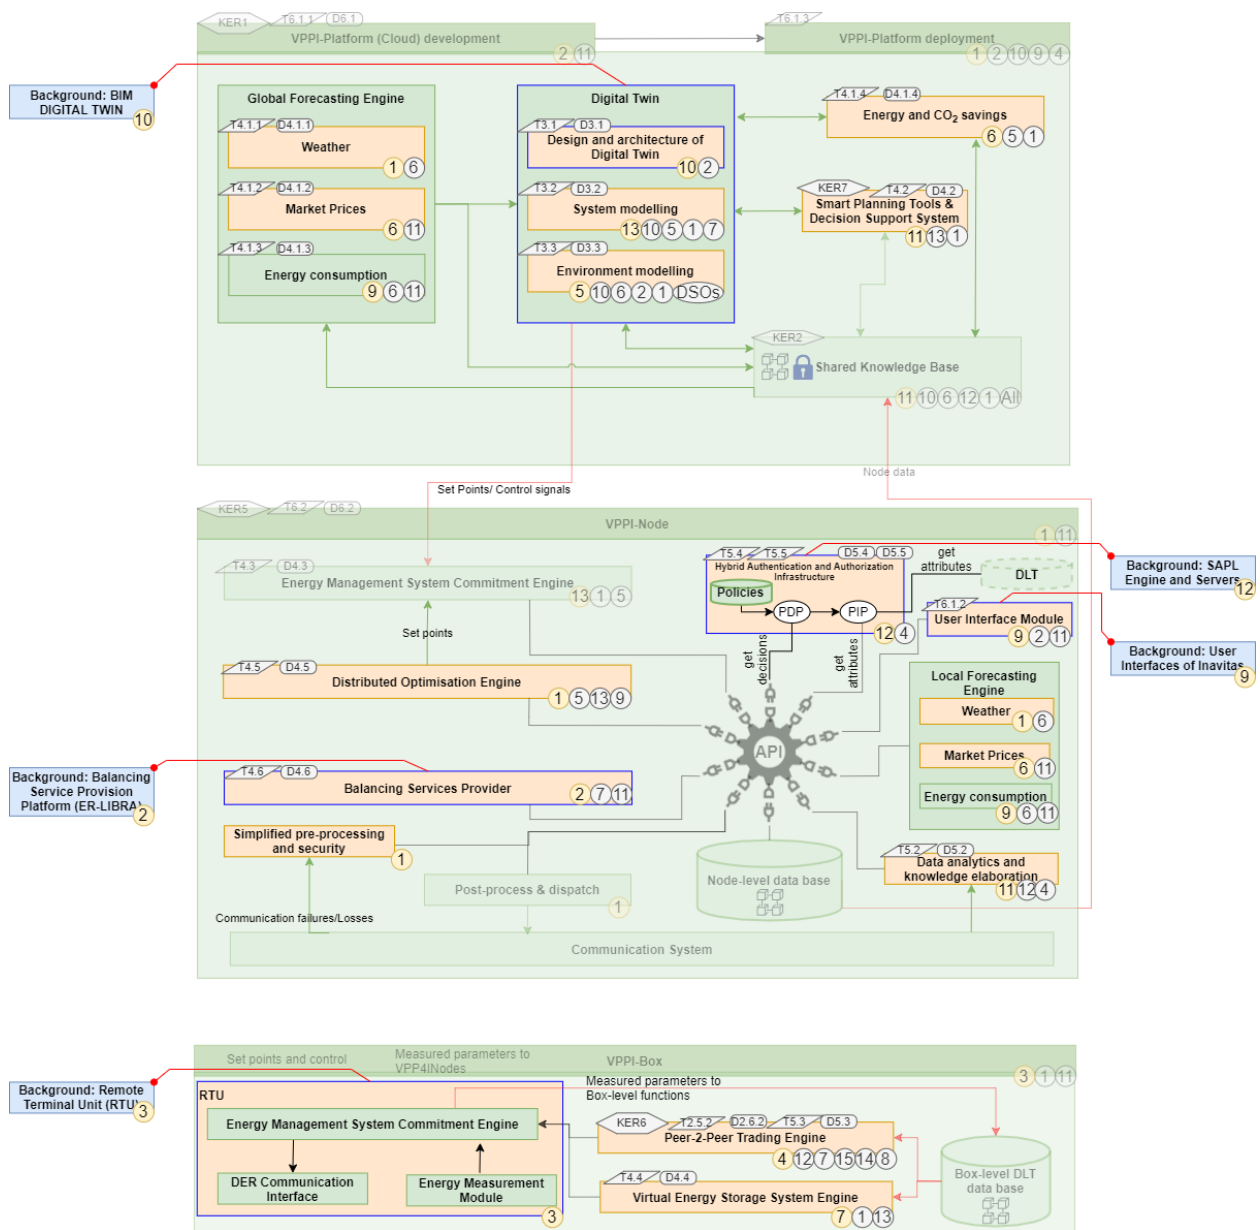 KER1
T6.1.1
D6.1
VPPI-Platform (Cloud) development
2 11
T6.1.3
VPPI-Platform deployment
1 2 10 9 4
Background: BIM
DIGITAL TWIN
10
Global Forecasting Engine
T4.1.1
D4.1.1
Weather
1 6
T4.1.2
D4.1.2
Market Prices
6 11
T4.1.3
D4.1.3
Energy consumption
9 6 11
Digital Twin
T3.1
D3.1
Design and architecture of
Digital Twin
10 2
T3.2
D3.2
System modelling
13 10 5 1 7
T3.3
D3.3
Environment modelling
5 10 6 2 1 DSOs
T4.1.4
D4.1.4
Energy and CO2 savings
6 5 1
KER7
T4.2
D4.2
Smart Planning Tools &
Decision Support System
11 13 1
KER2
Shared Knowledge Base
11 10 6 12 1 All
Node data
Set Points/ Control signals
KER5
T6.2
D6.2
VPPI-Node
1 11
T4.3
D4.3
Energy Management System Commitment Engine
13 1 5
Set points
T4.5
D4.5
Distributed Optimisation Engine
1 5 13 9
T5.4
T5.5
D5.4
D5.5
Hybrid Authentication and Authorization
Infrastructure
Policies
PDP
PIP
12 4
get
attributes
DLT
get
decisions
get
attributes
Background: SAPL
Engine and Servers
12
T6.1.2
User Interface Module
9 2 11
Background: User
Interfaces of Inavitas
9
Local Forecasting
Engine
Weather
1 6
Market Prices
6 11
Energy consumption
9 6 11
API
Background: Balancing
Service Provision
Platform (ER-LIBRA)
2
T4.6
D4.6
Balancing Services Provider
2 7 11
Simplified pre-processing
and security
1
Post-process & dispatch
1
Node-level data base
T5.2
D5.2
Data analytics and
knowledge elaboration
11 12 4
Communication failures/Losses
Communication System
Set points and control
Measured parameters to
VPP4INodes
VPPI-Box
3 1 11
Background: Remote
Terminal Unit (RTU)
3
RTU
Energy Management System Commitment Engine
DER Communication
Interface
Energy Measurement
Module
3
Measured parameters to
Box-level functions
KER6
T2.5.2
D2.6.2
T5.3
D5.3
Peer-2-Peer Trading Engine
4 12 7 15 14 8
T4.4
D4.4
Virtual Energy Storage System Engine
7 1 13
Box-level DLT
data base